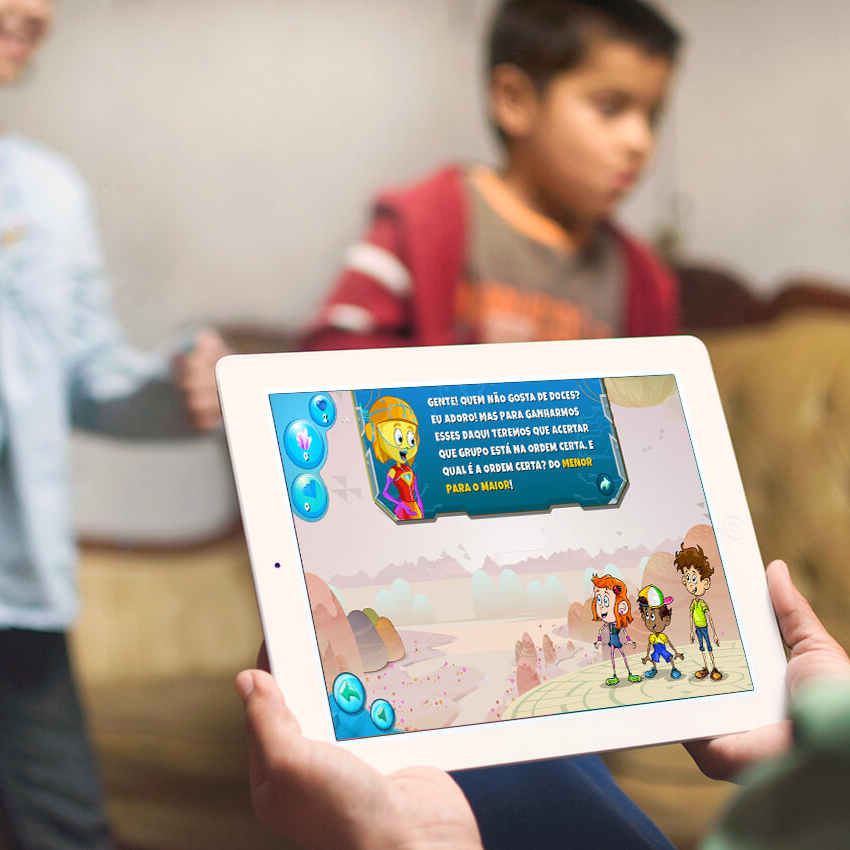 GENTE! QUEM NÃO GOSTA DE DOCES?
EU ADORO! MAS PARA GANHARMOS
ESSES DAQUI TEREMOS QUE ACERTAR
QUE GRUPO ESTÁ NA ORDEM CERTA. E
QUAL É A ORDEM CERTA? DO MENOR
PARA O MAIOR!